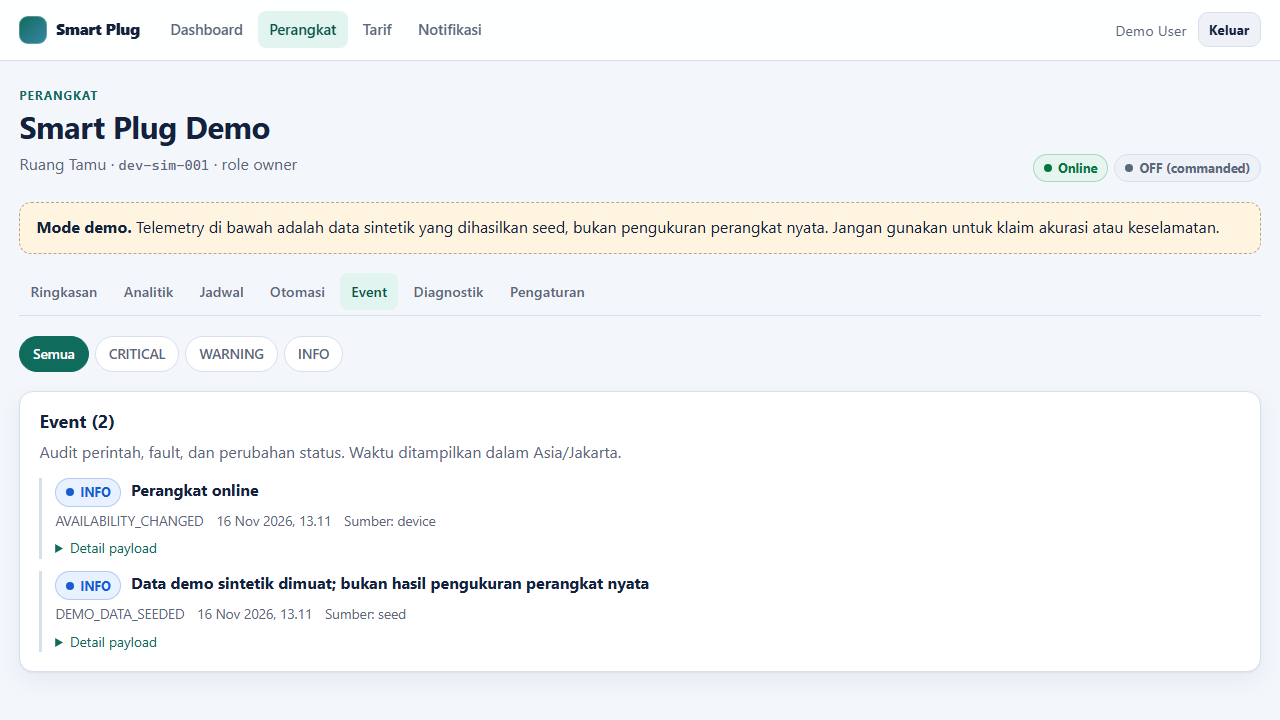 Smart Plug Dashboard Perangkat Tarif Notifikasi Demo User Keluar
PERANGKAT
Smart Plug Demo
Ruang Tamu · dev-sim-001 · role owner
Online OFF (commanded)
Mode demo. Telemetry di bawah adalah data sintetik yang dihasilkan seed, bukan pengukuran perangkat nyata. Jangan gunakan untuk klaim akurasi atau keselamatan.
Ringkasan Analitik Jadwal Otomasi Event Diagnostik Pengaturan
Semua CRITICAL WARNING INFO
Event (2)
Audit perintah, fault, dan perubahan status. Waktu ditampilkan dalam Asia/Jakarta.
INFO Perangkat online
AVAILABILITY_CHANGED 16 Nov 2026, 13.11 Sumber: device
Detail payload
INFO Data demo sintetik dimuat; bukan hasil pengukuran perangkat nyata
DEMO_DATA_SEEDED 16 Nov 2026, 13.11 Sumber: seed
Detail payload